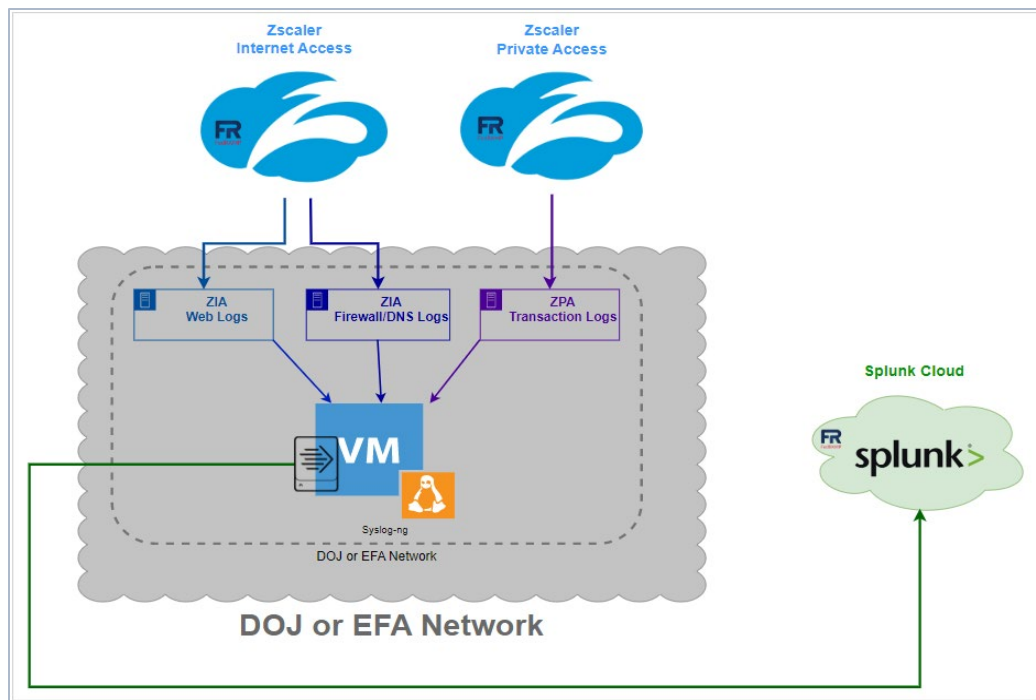 Zscaler
Internet Access
Zscaler
Private Access
FR
FR
ZIA
Web Logs
ZIA
Firewall/DNS Logs
ZPA
Transaction Logs
VM
Syslog-ng
DOJ or EFA Network
DOJ or EFA Network
Splunk Cloud
FR
splunk>